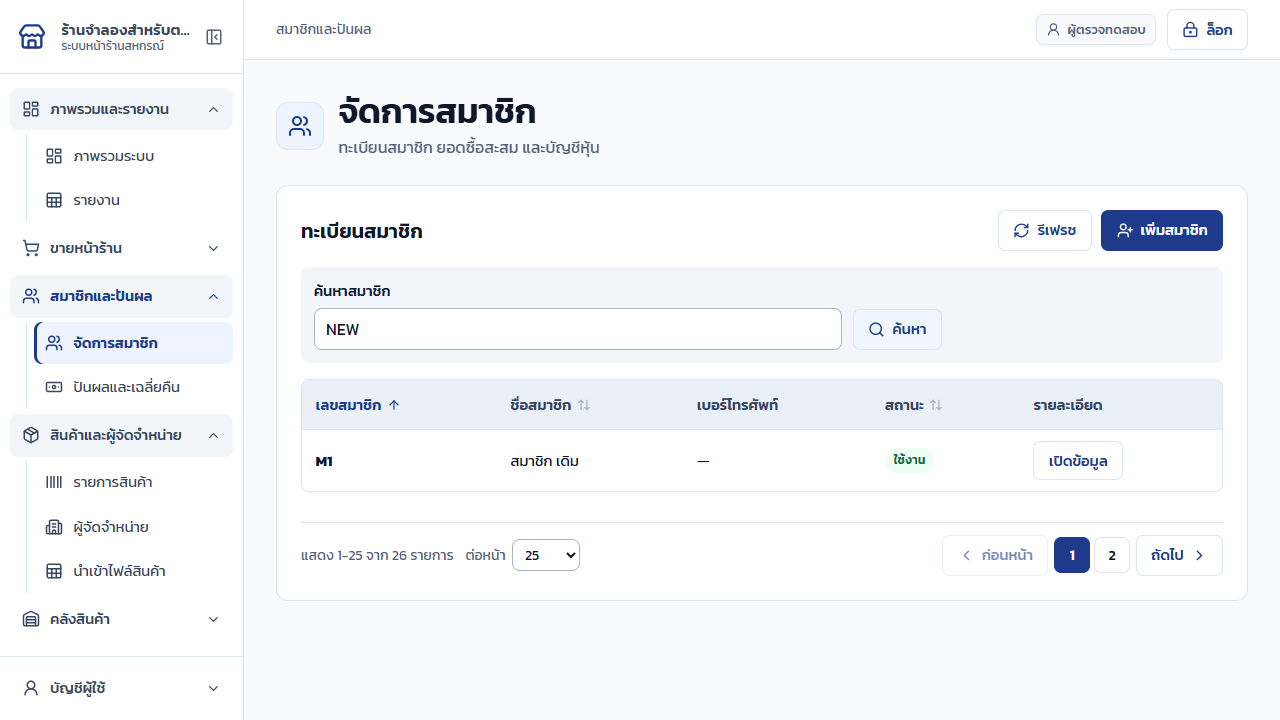 ร้านจำลองสำหรับต...
ระบบหน้าร้านสหกรณ์
สมาชิกและปันผล
ผู้ตรวจทดสอบ
ล็อก
ภาพรวมและรายงาน
ภาพรวมระบบ
รายงาน
ขายหน้าร้าน
สมาชิกและปันผล
จัดการสมาชิก
ปันผลและเฉลี่ยคืน
สินค้าและผู้จัดจำหน่าย
รายการสินค้า
ผู้จัดจำหน่าย
นำเข้าไฟล์สินค้า
คลังสินค้า
บัญชีผู้ใช้
จัดการสมาชิก
ทะเบียนสมาชิก ยอดซื้อสะสม และบัญชีหุ้น
ทะเบียนสมาชิก
รีเฟรช
เพิ่มสมาชิก
ค้นหาสมาชิก
NEW
ค้นหา
เลขสมาชิก ชื่อสมาชิก เบอร์โทรศัพท์ สถานะ รายละเอียด
M1 สมาชิก เดิม — ใช้งาน เปิดข้อมูล
แสดง 1-25 จาก 26 รายการ ต่อหน้า 25
ก่อนหน้า 1 2 ถัดไป